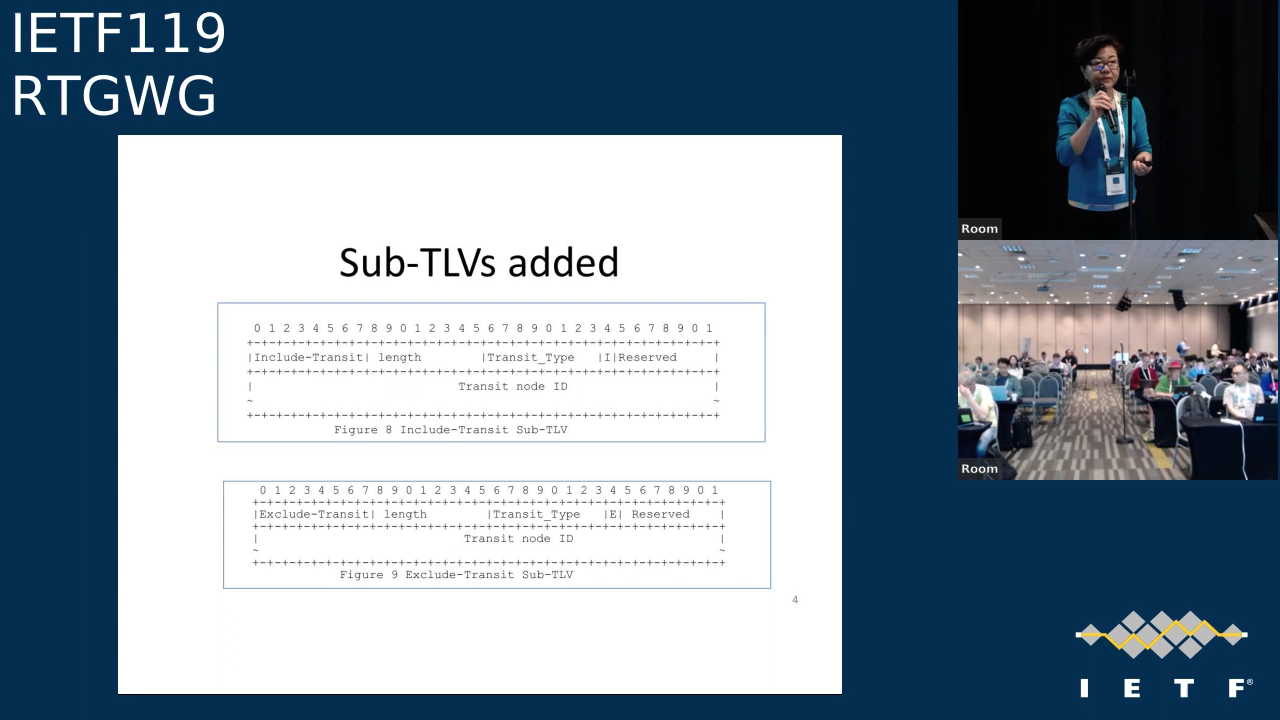 IETF119
RTGWG
Room
Room
Sub-TLVs added
0 1 2 3 4 5 6 7 8 9 0 1 2 3 4 5 6 7 8 9 0 1 2 3 4 5 6 7 8 9 0 1
+-+-+-+-+-+-+-+-+-+-+-+-+-+-+-+-+-+-+-+-+-+-+-+-+-+-+-+-+-+-+-+-+
|Include-Transit| length        |Transit_Type   |I|Reserved     |
+-+-+-+-+-+-+-+-+-+-+-+-+-+-+-+-+-+-+-+-+-+-+-+-+-+-+-+-+-+-+-+-+
|                            Transit node ID                    |
~                                                               ~
+-+-+-+-+-+-+-+-+-+-+-+-+-+-+-+-+-+-+-+-+-+-+-+-+-+-+-+-+-+-+-+-+
Figure 8 Include-Transit Sub-TLV
0 1 2 3 4 5 6 7 8 9 0 1 2 3 4 5 6 7 8 9 0 1 2 3 4 5 6 7 8 9 0 1
+-+-+-+-+-+-+-+-+-+-+-+-+-+-+-+-+-+-+-+-+-+-+-+-+-+-+-+-+-+-+-+-+
|Exclude-Transit| length        |Transit_Type   |E| Reserved    |
+-+-+-+-+-+-+-+-+-+-+-+-+-+-+-+-+-+-+-+-+-+-+-+-+-+-+-+-+-+-+-+-+
|                            Transit node ID                    |
~                                                               ~
+-+-+-+-+-+-+-+-+-+-+-+-+-+-+-+-+-+-+-+-+-+-+-+-+-+-+-+-+-+-+-+-+
Figure 9 Exclude-Transit Sub-TLV
4
I E T F®